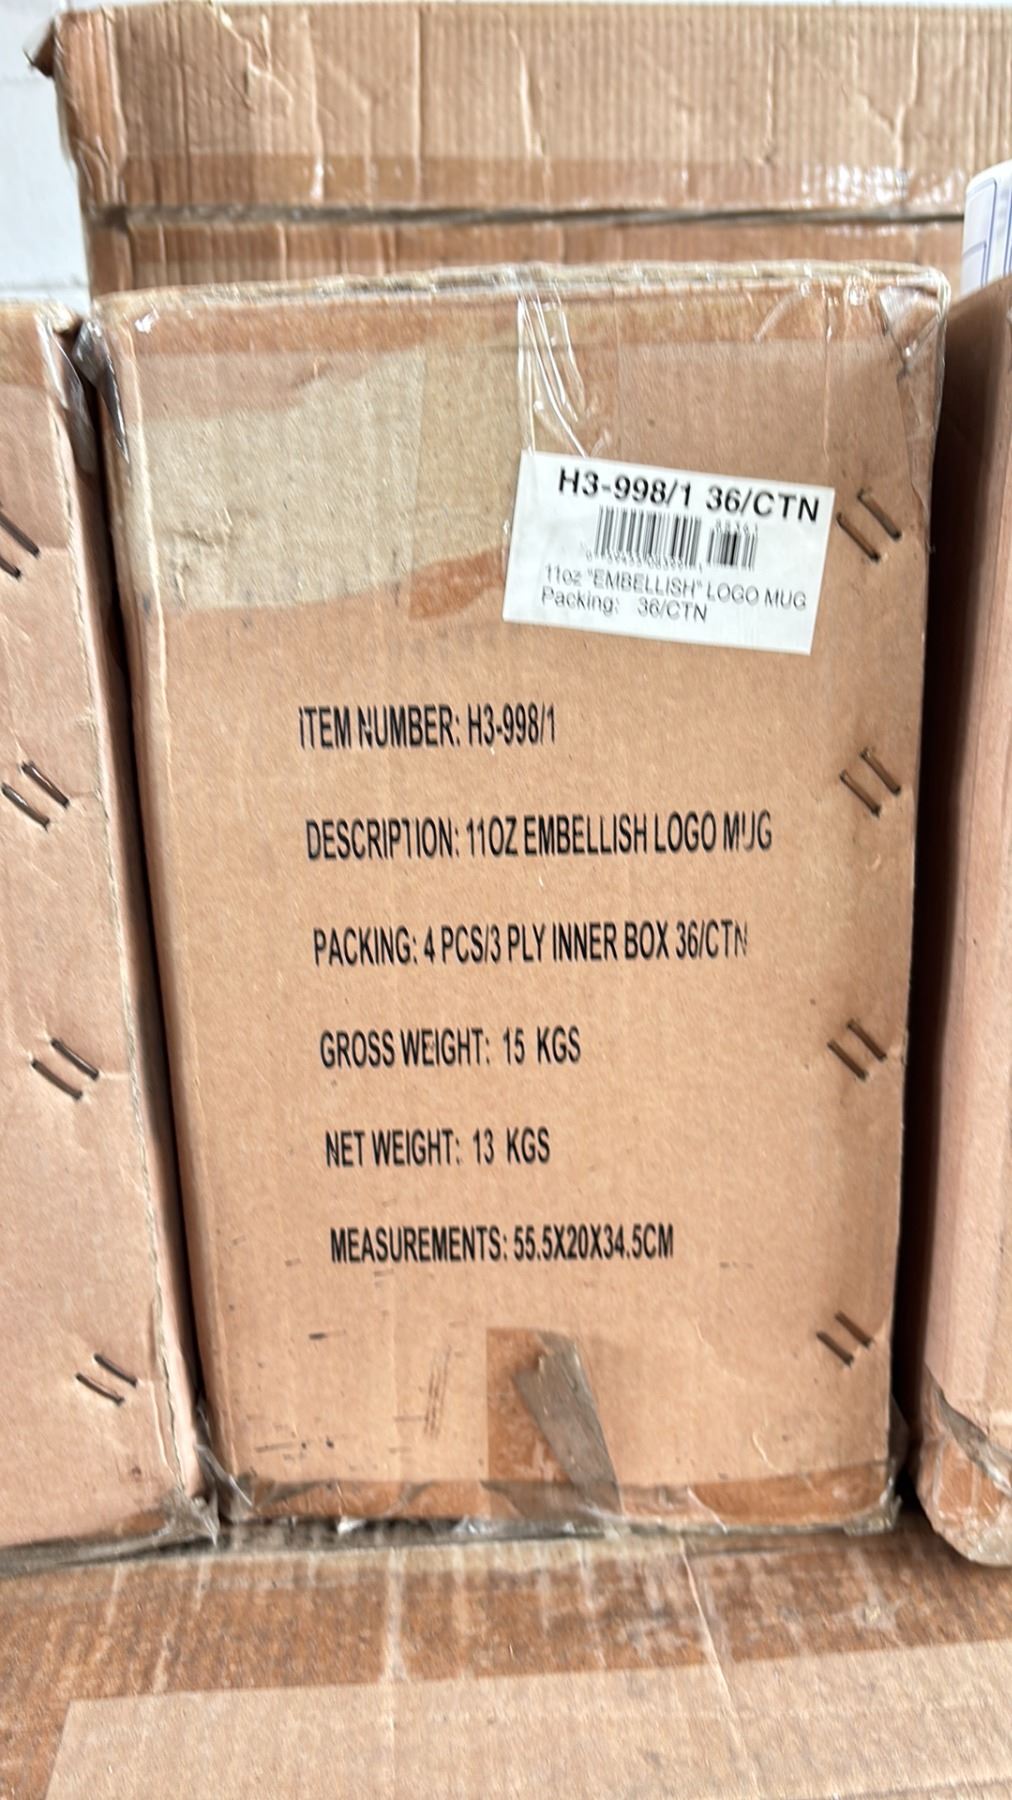 H3-998/1 36/CTN
11oz "EMBELLISH" LOGO MUG
Packing: 36/CTN
ITEM NUMBER: H3-998/1
DESCRIPTION: 11OZ EMBELLISH LOGO MUG
PACKING: 4 PCS/3 PLY INNER BOX 36/CTN
GROSS WEIGHT: 15 KGS
NET WEIGHT: 13 KGS
MEASUREMENTS: 55.5X20X34.5CM